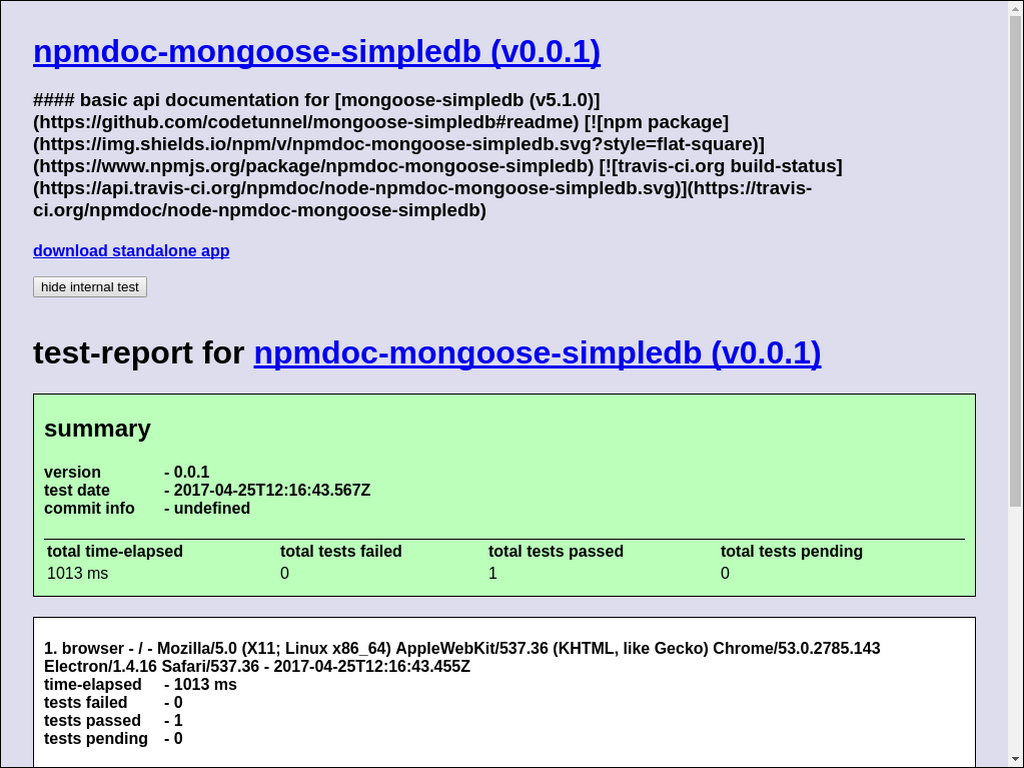 npmdoc-mongoose-simpledb (v0.0.1)
#### basic api documentation for [mongoose-simpledb (v5.1.0)]
(https://github.com/codetunnel/mongoose-simpledb#readme) [![npm package]
(https://img.shields.io/npm/v/npmdoc-mongoose-simpledb.svg?style=flat-square)]
(https://www.npmjs.org/package/npmdoc-mongoose-simpledb) [![travis-ci.org build-status]
(https://api.travis-ci.org/npmdoc/node-npmdoc-mongoose-simpledb.svg)](https://travis-
ci.org/npmdoc/node-npmdoc-mongoose-simpledb)
download standalone app
hide internal test
test-report for npmdoc-mongoose-simpledb (v0.0.1)
summary
version - 0.0.1
test date - 2017-04-25T12:16:43.567Z
commit info - undefined
total time-elapsed total tests failed total tests passed total tests pending
1013 ms 0 1 0
1. browser - / - Mozilla/5.0 (X11; Linux x86_64) AppleWebKit/537.36 (KHTML, like Gecko) Chrome/53.0.2785.143
Electron/1.4.16 Safari/537.36 - 2017-04-25T12:16:43.455Z
time-elapsed - 1013 ms
tests failed - 0
tests passed - 1
tests pending - 0